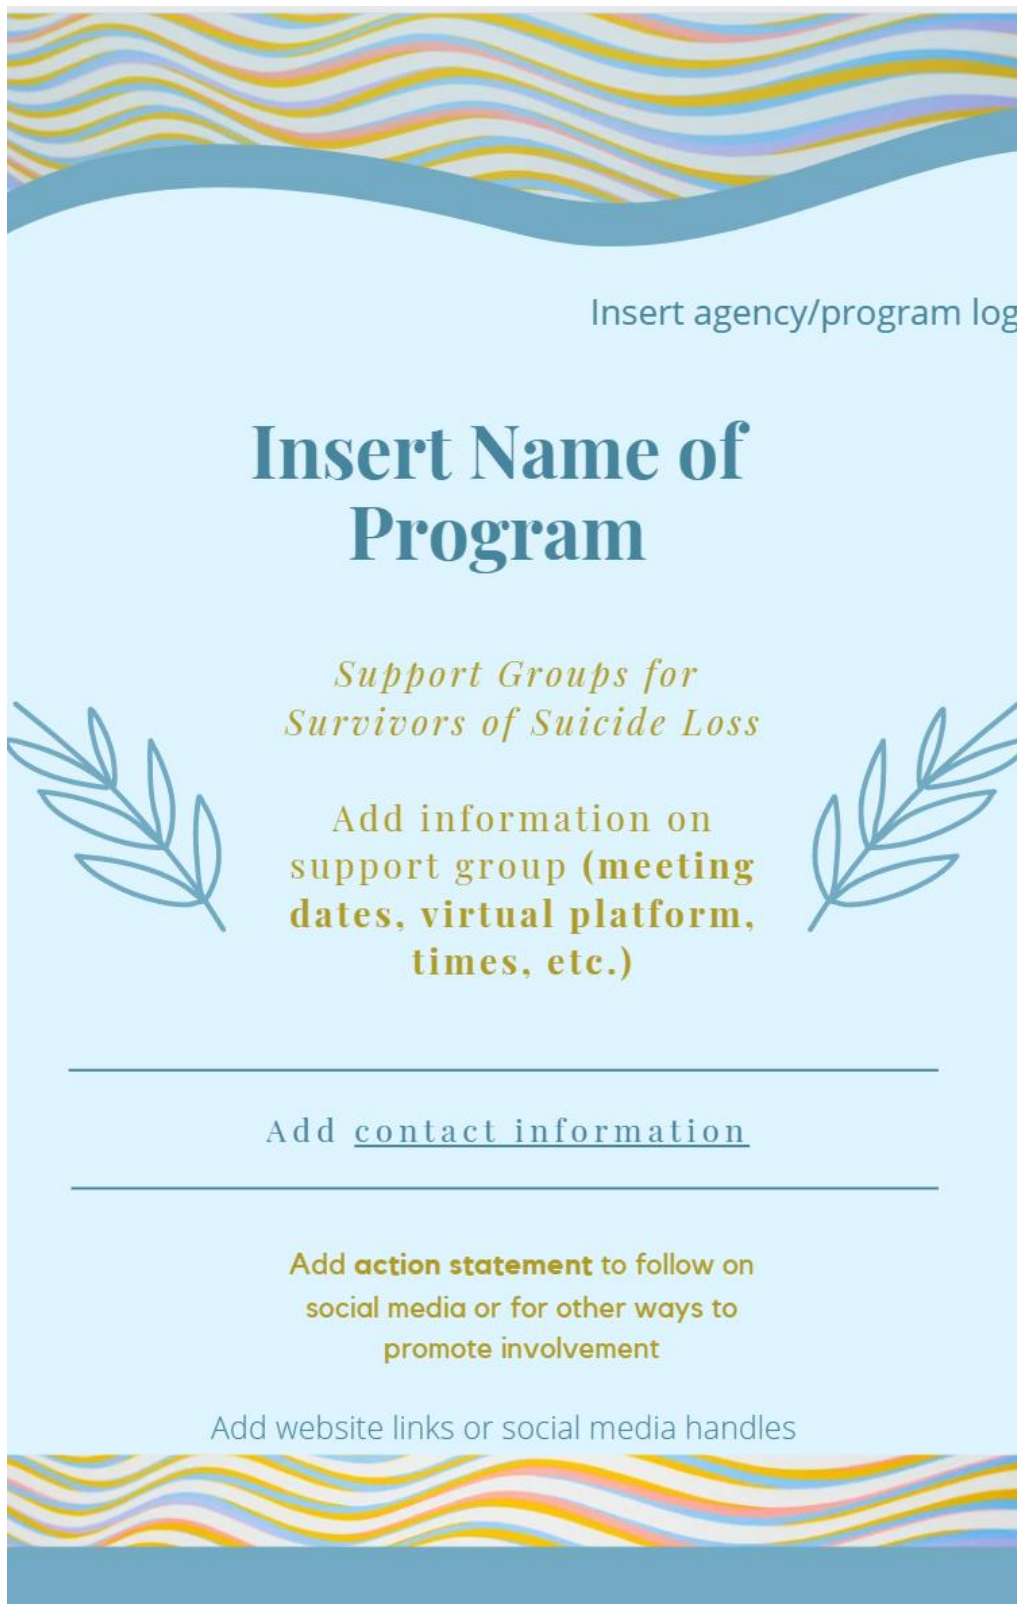 Insert agency/program log
Insert Name of
Program
Support Groups for
Survivors of Suicide Loss
Add information on
support group (meeting
dates, virtual platform,
times, etc.)
Add contact information
Add action statement to follow on
social media or for other ways to
promote involvement
Add website links or social media handles